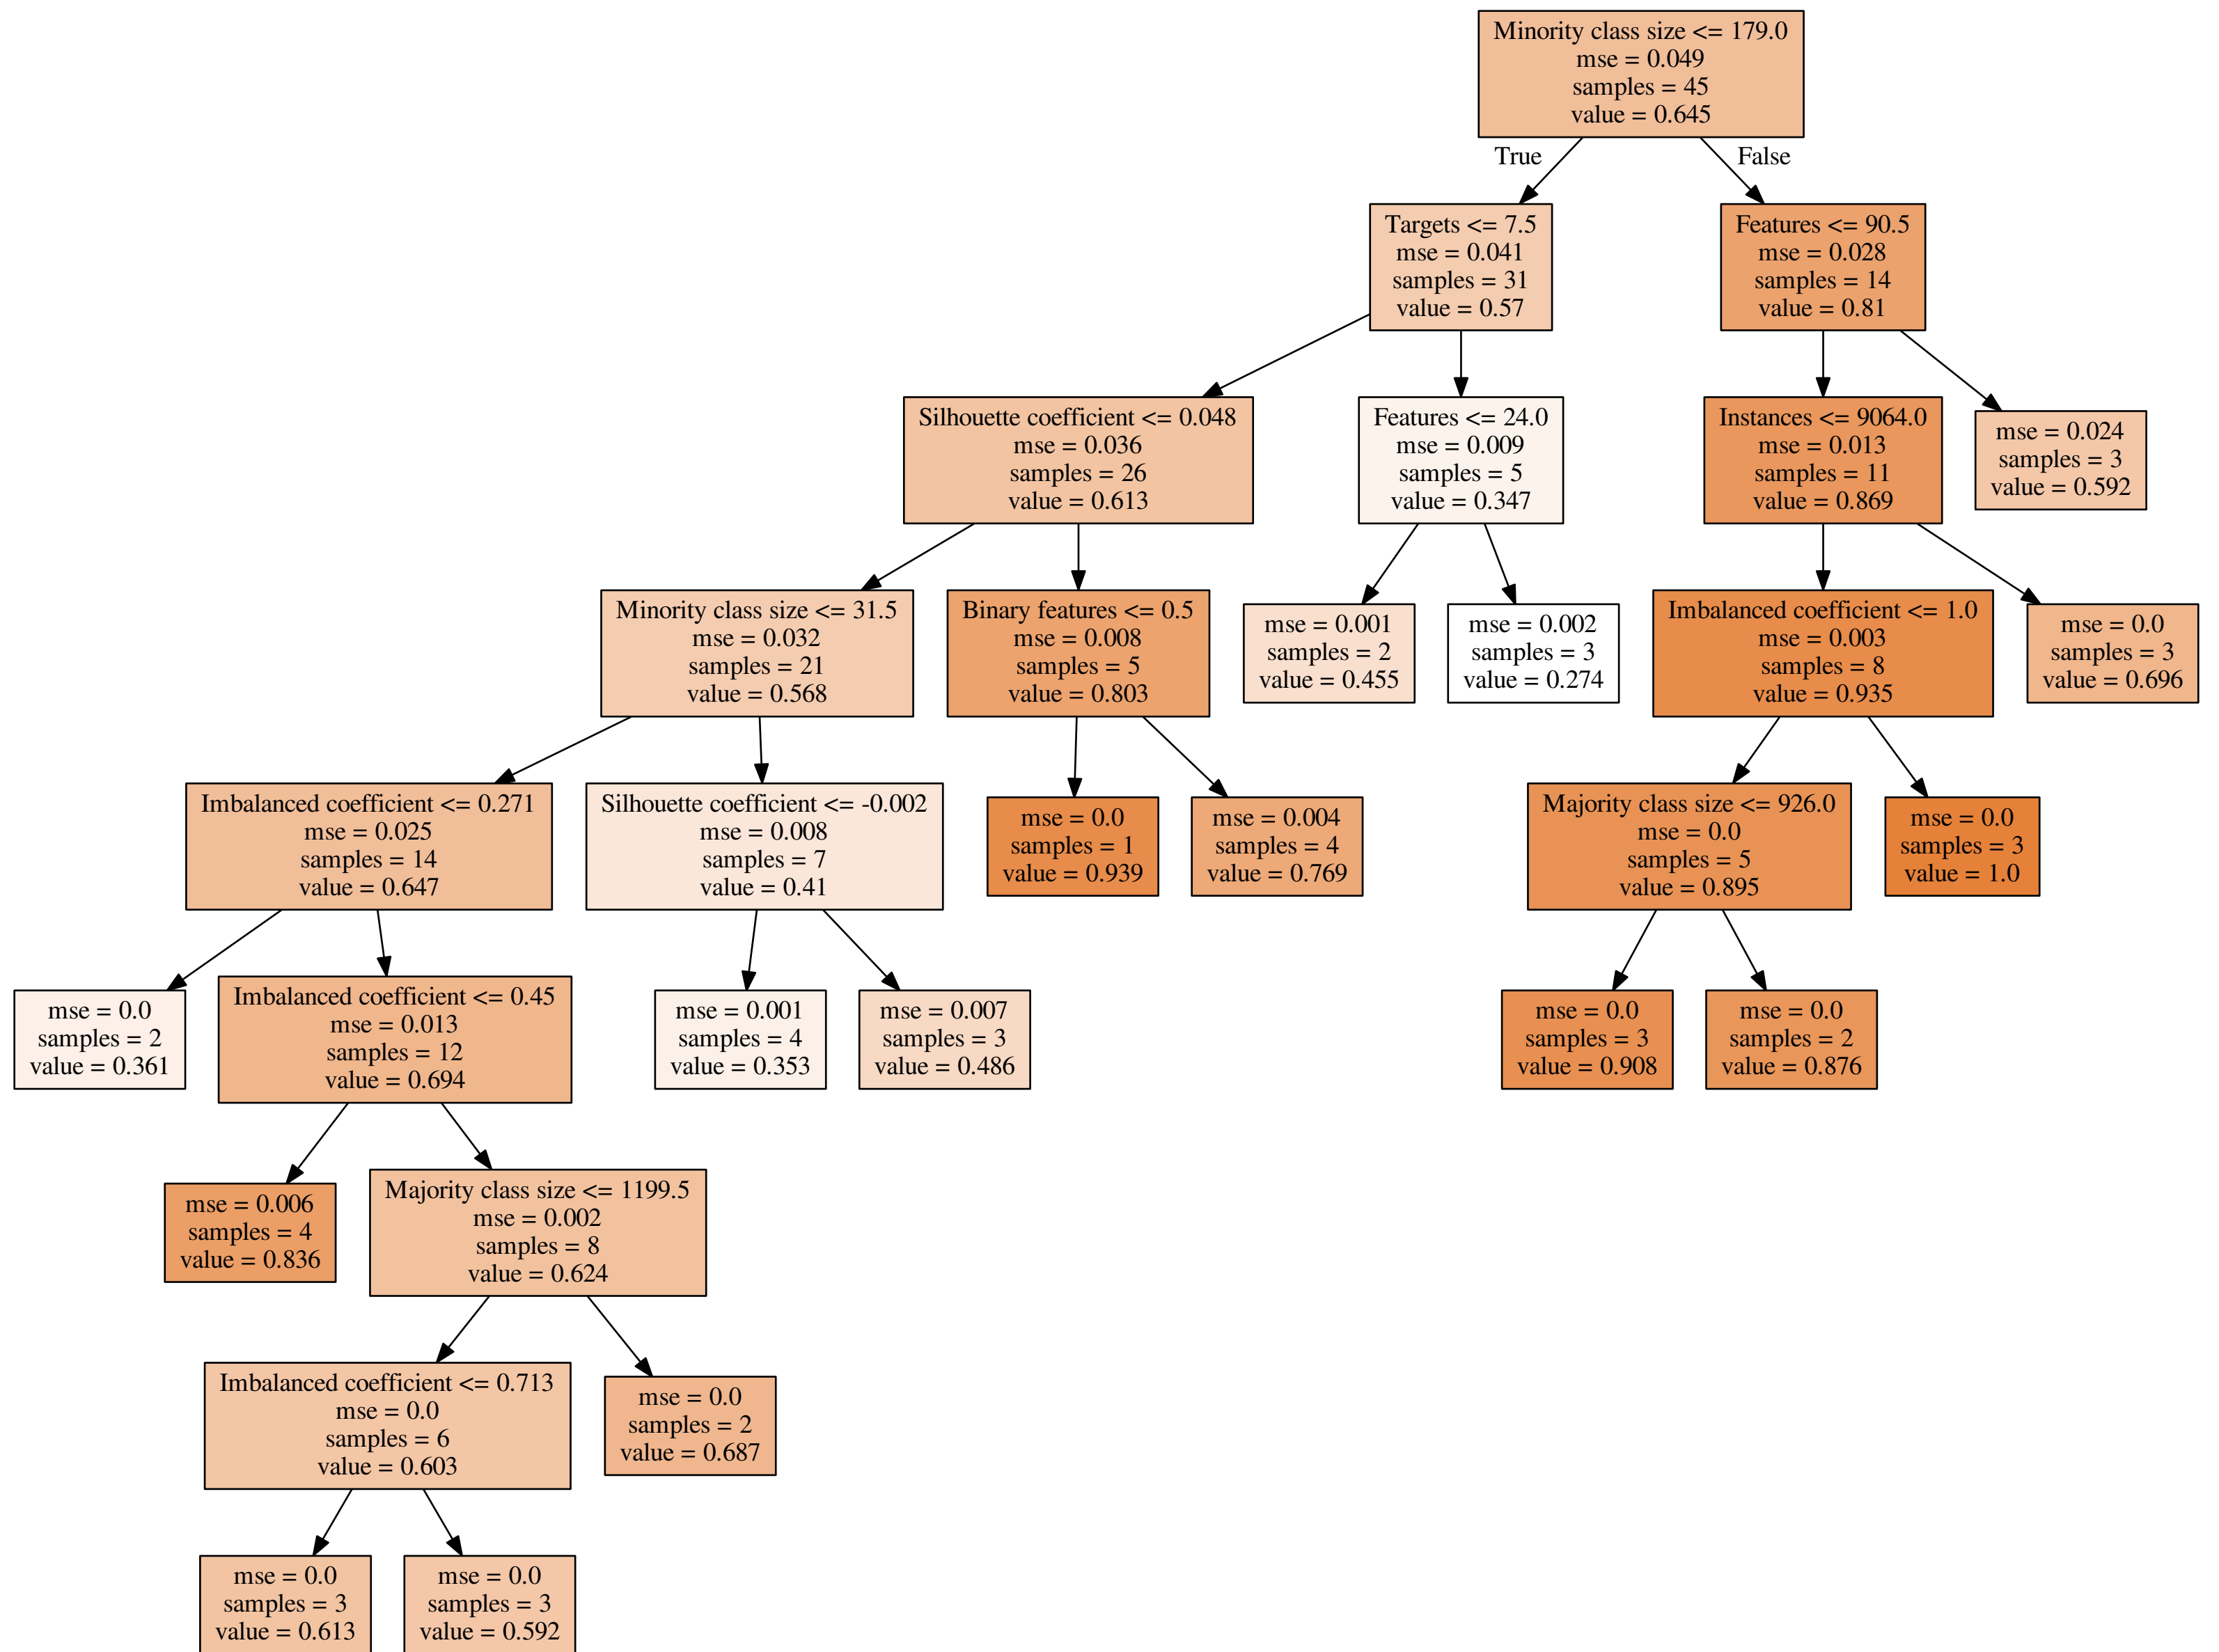 Minority class size <= 179.0
mse = 0.049
samples = 45
value = 0.645
True
False
Targets <= 7.5
mse = 0.041
samples = 31
value = 0.57
Features <= 90.5
mse = 0.028
samples = 14
value = 0.81
Silhouette coefficient <= 0.048
mse = 0.036
samples = 26
value = 0.613
Features <= 24.0
mse = 0.009
samples = 5
value = 0.347
Instances <= 9064.0
mse = 0.013
samples = 11
value = 0.869
mse = 0.024
samples = 3
value = 0.592
Minority class size <= 31.5
mse = 0.032
samples = 21
value = 0.568
Binary features <= 0.5
mse = 0.008
samples = 5
value = 0.803
mse = 0.001
samples = 2
value = 0.455
mse = 0.002
samples = 3
value = 0.274
Imbalanced coefficient <= 1.0
mse = 0.003
samples = 8
value = 0.935
mse = 0.0
samples = 3
value = 0.696
Imbalanced coefficient <= 0.271
mse = 0.025
samples = 14
value = 0.647
Silhouette coefficient <= -0.002
mse = 0.008
samples = 7
value = 0.41
mse = 0.0
samples = 1
value = 0.939
mse = 0.004
samples = 4
value = 0.769
Majority class size <= 926.0
mse = 0.0
samples = 5
value = 0.895
mse = 0.0
samples = 3
value = 1.0
mse = 0.0
samples = 2
value = 0.361
Imbalanced coefficient <= 0.45
mse = 0.013
samples = 12
value = 0.694
mse = 0.001
samples = 4
value = 0.353
mse = 0.007
samples = 3
value = 0.486
mse = 0.0
samples = 3
value = 0.908
mse = 0.0
samples = 2
value = 0.876
mse = 0.006
samples = 4
value = 0.836
Majority class size <= 1199.5
mse = 0.002
samples = 8
value = 0.624
Imbalanced coefficient <= 0.713
mse = 0.0
samples = 6
value = 0.603
mse = 0.0
samples = 2
value = 0.687
mse = 0.0
samples = 3
value = 0.613
mse = 0.0
samples = 3
value = 0.592